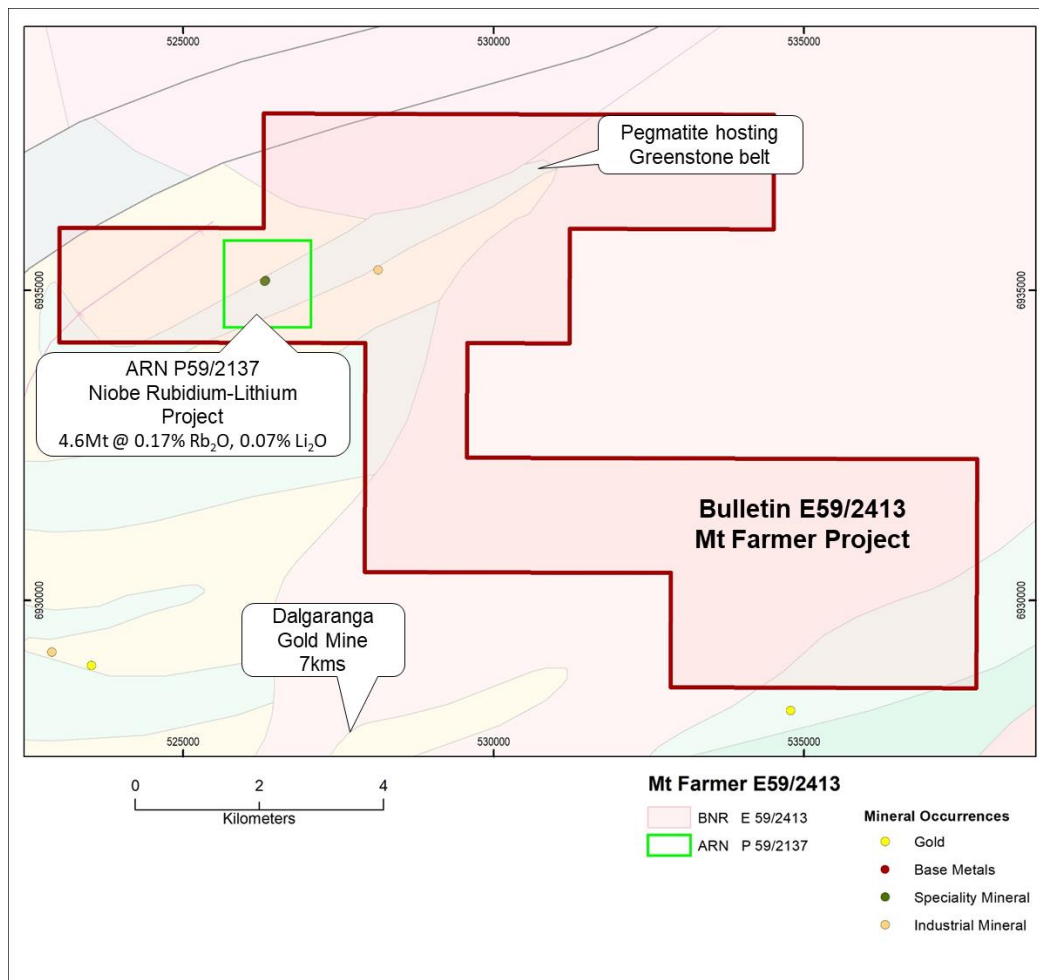 525000
530000
535000
Pegmatite hosting
Greenstone belt
6935000
6935000
ARN P59/2137
Niobe Rubidium-Lithium
Project
4.6Mt @ 0.17% Rb₂O, 0.07% Li₂O
Bulletin E59/2413
Mt Farmer Project
6930000
6930000
Dalgaranga
Gold Mine
7kms
525000
530000
535000
0 2 4
Kilometers
Mt Farmer E59/2413
BNR E 59/2413
ARN P 59/2137
Mineral Occurrences
Gold
Base Metals
Speciality Mineral
Industrial Mineral